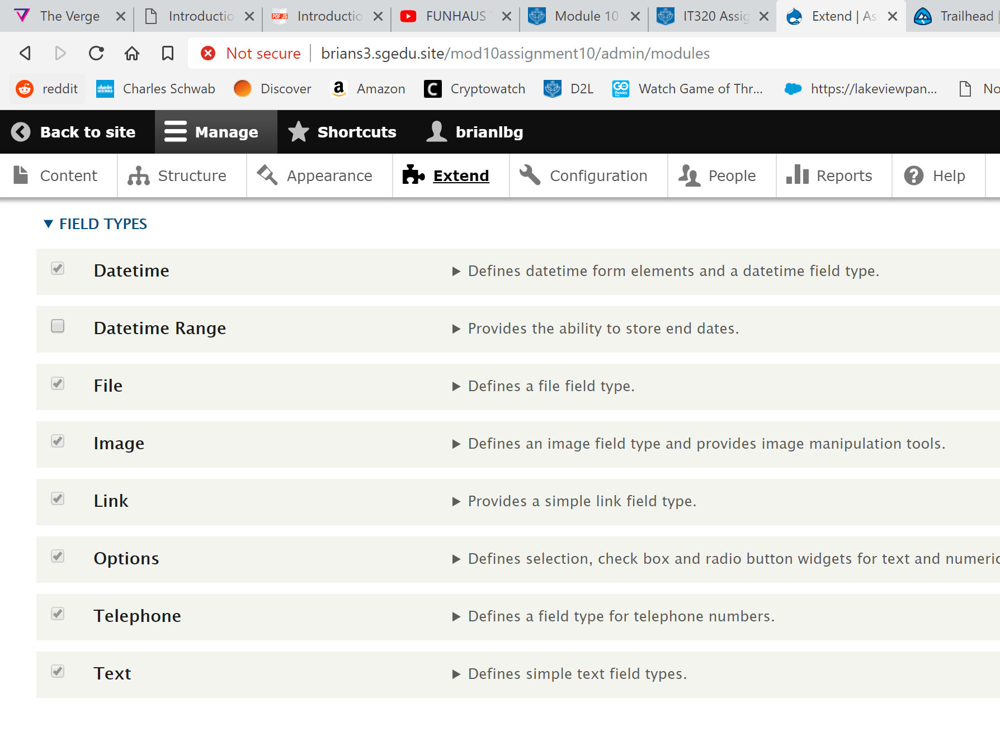 The Verge Introductio Introductio FUNHAUS Module 10 IT320 Assig Extend | As Trailhead
Not secure brians3.sgedu.site/mod10assignment10/admin/modules
reddit Charles Schwab Discover Amazon Cryptowatch D2L Watch Game of Thr... https://lakeviewpan... No
Back to site Manage Shortcuts brianlbg
Content Structure Appearance Extend Configuration People Reports Help
FIELD TYPES
Datetime Defines datetime form elements and a datetime field type.
Datetime Range Provides the ability to store end dates.
File Defines a file field type.
Image Defines an image field type and provides image manipulation tools.
Link Provides a simple link field type.
Options Defines selection, check box and radio button widgets for text and numeric
Telephone Defines a field type for telephone numbers.
Text Defines simple text field types.